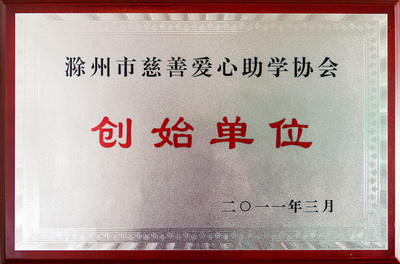 滁州市慈善爱心助学协会
创始单位
二〇一一年三月